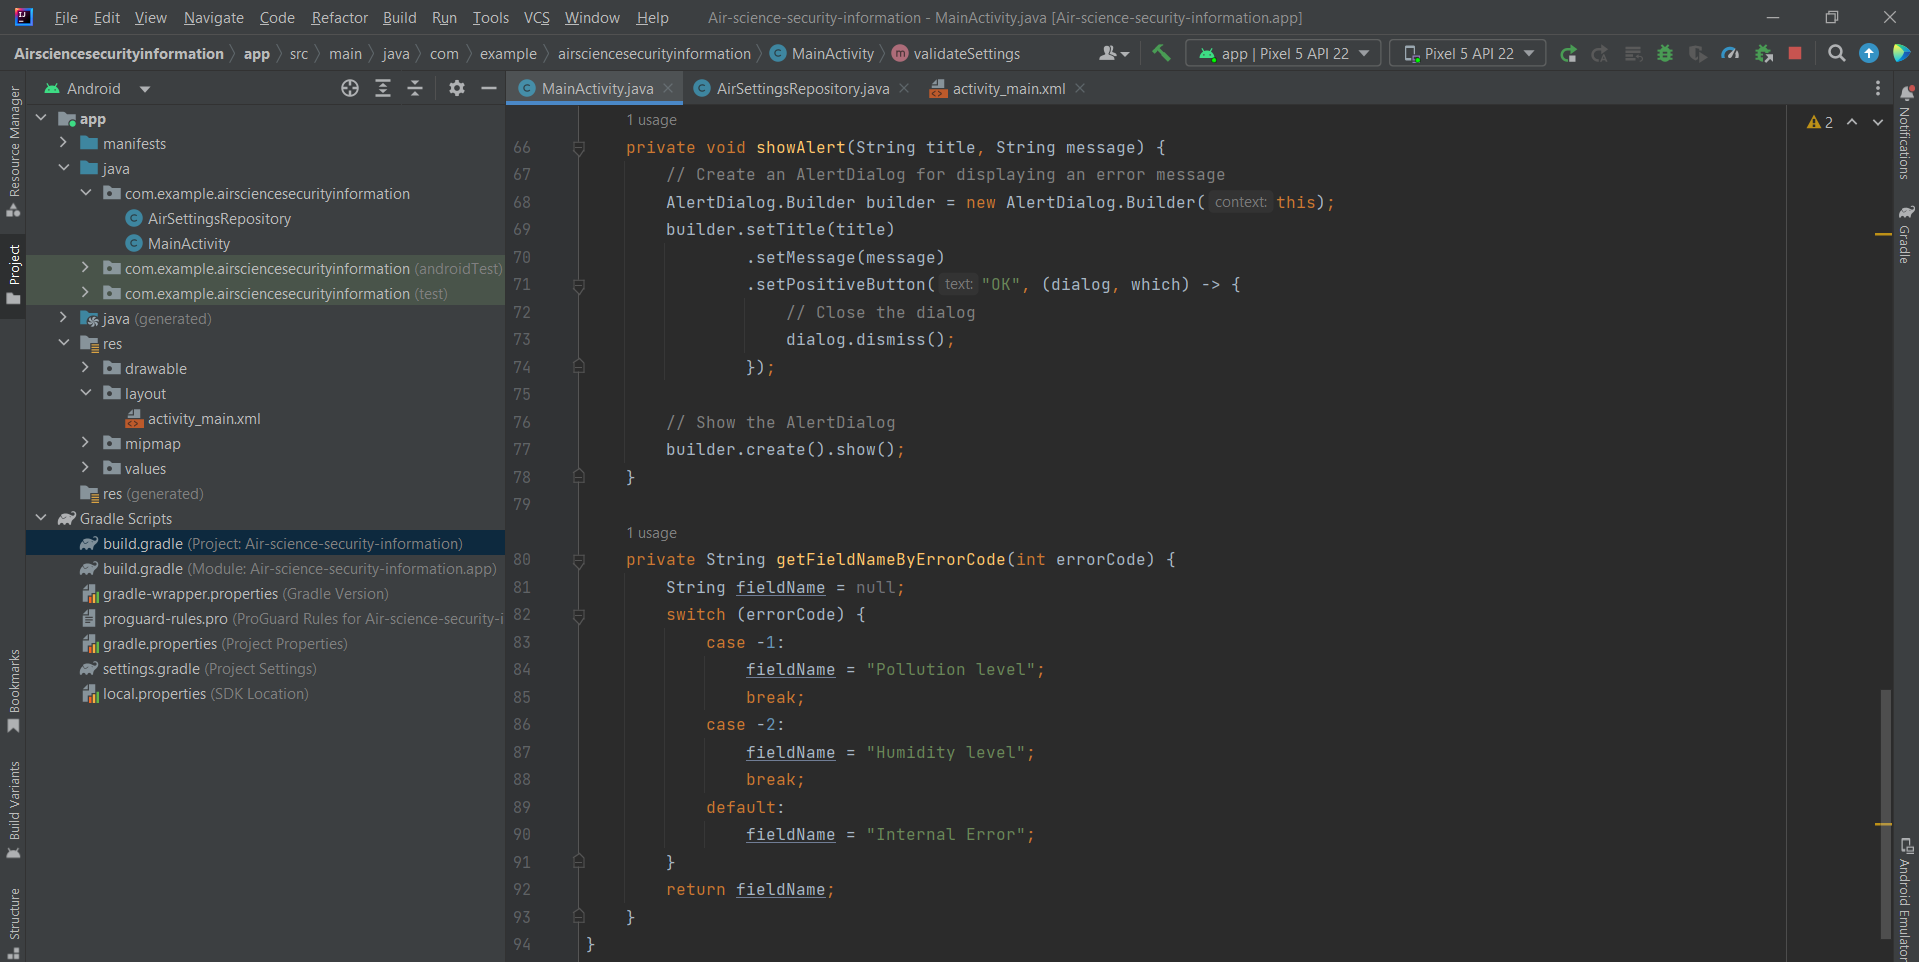 File Edit View Navigate Code Refactor Build Run Tools VCS Window Help Air-science-security-information - MainActivity.java [Air-science-security-information.app]
Airsciencesecurityinformation app src main java com example airsciencesecurityinformation MainActivity validateSettings app | Pixel 5 API 22 Pixel 5 API 22
Android
MainActivity.java AirSettingsRepository.java activity_main.xml
Resource Manager
Project
Bookmarks
Build Variants
Structure
app
manifests
java
com.example.airsciencesecurityinformation
AirSettingsRepository
MainActivity
com.example.airsciencesecurityinformation (androidTest)
com.example.airsciencesecurityinformation (test)
java (generated)
res
drawable
layout
activity_main.xml
mipmap
values
res (generated)
Gradle Scripts
build.gradle (Project: Air-science-security-information)
build.gradle (Module: Air-science-security-information.app)
gradle-wrapper.properties (Gradle Version)
proguard-rules.pro (ProGuard Rules for Air-science-security-i
gradle.properties (Project Properties)
settings.gradle (Project Settings)
local.properties (SDK Location)
1 usage
2
66 private void showAlert(String title, String message) {
67 // Create an AlertDialog for displaying an error message
68 AlertDialog.Builder builder = new AlertDialog.Builder( context: this);
69 builder.setTitle(title)
70 .setMessage(message)
71 .setPositiveButton( text: "OK", (dialog, which) -> {
72 // Close the dialog
73 dialog.dismiss();
74 });
75
76 // Show the AlertDialog
77 builder.create().show();
78 }
79
1 usage
80 private String getFieldNameByErrorCode(int errorCode) {
81 String fieldName = null;
82 switch (errorCode) {
83 case -1:
84 fieldName = "Pollution level";
85 break;
86 case -2:
87 fieldName = "Humidity level";
88 break;
89 default:
90 fieldName = "Internal Error";
91 }
92 return fieldName;
93 }
94 }
Notifications
Gradle
Android Emulator